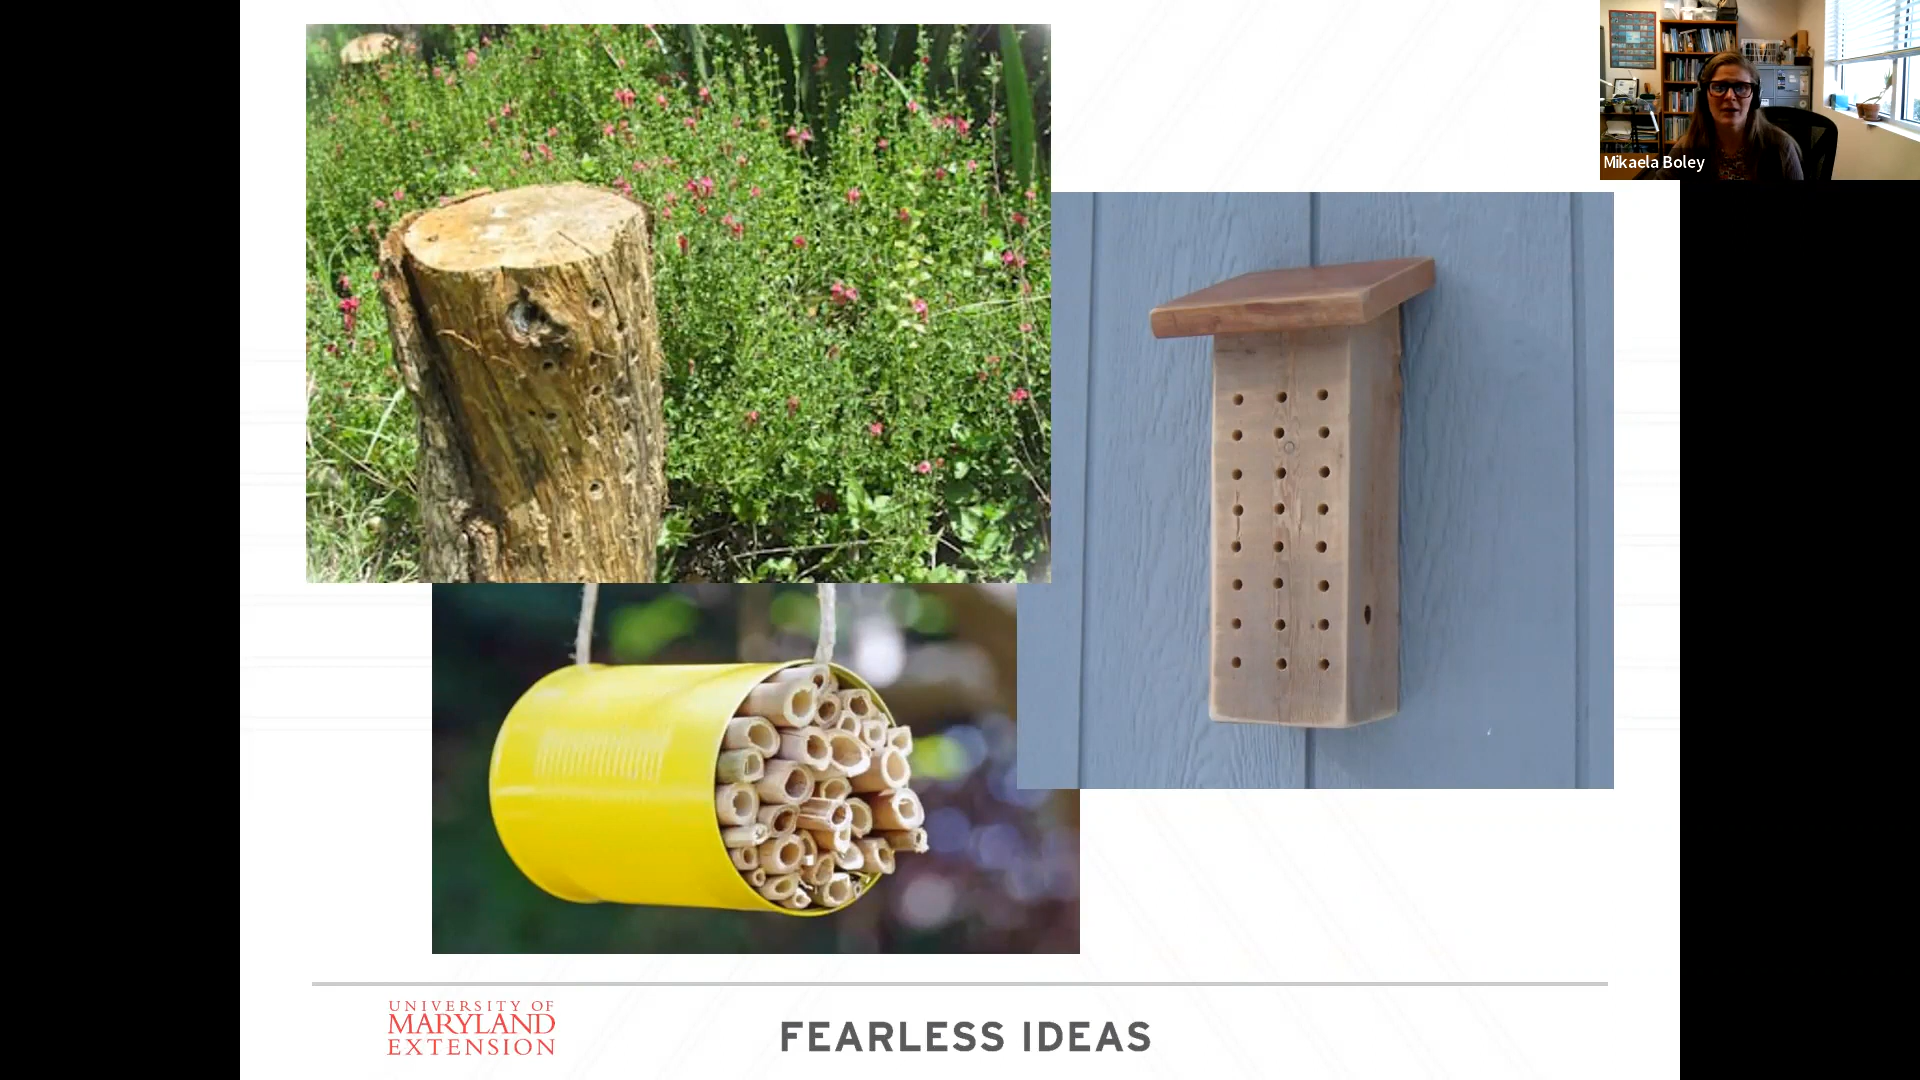 Mikaela Boley
UNIVERSITY OF
MARYLAND
EXTENSION
FEARLESS IDEAS